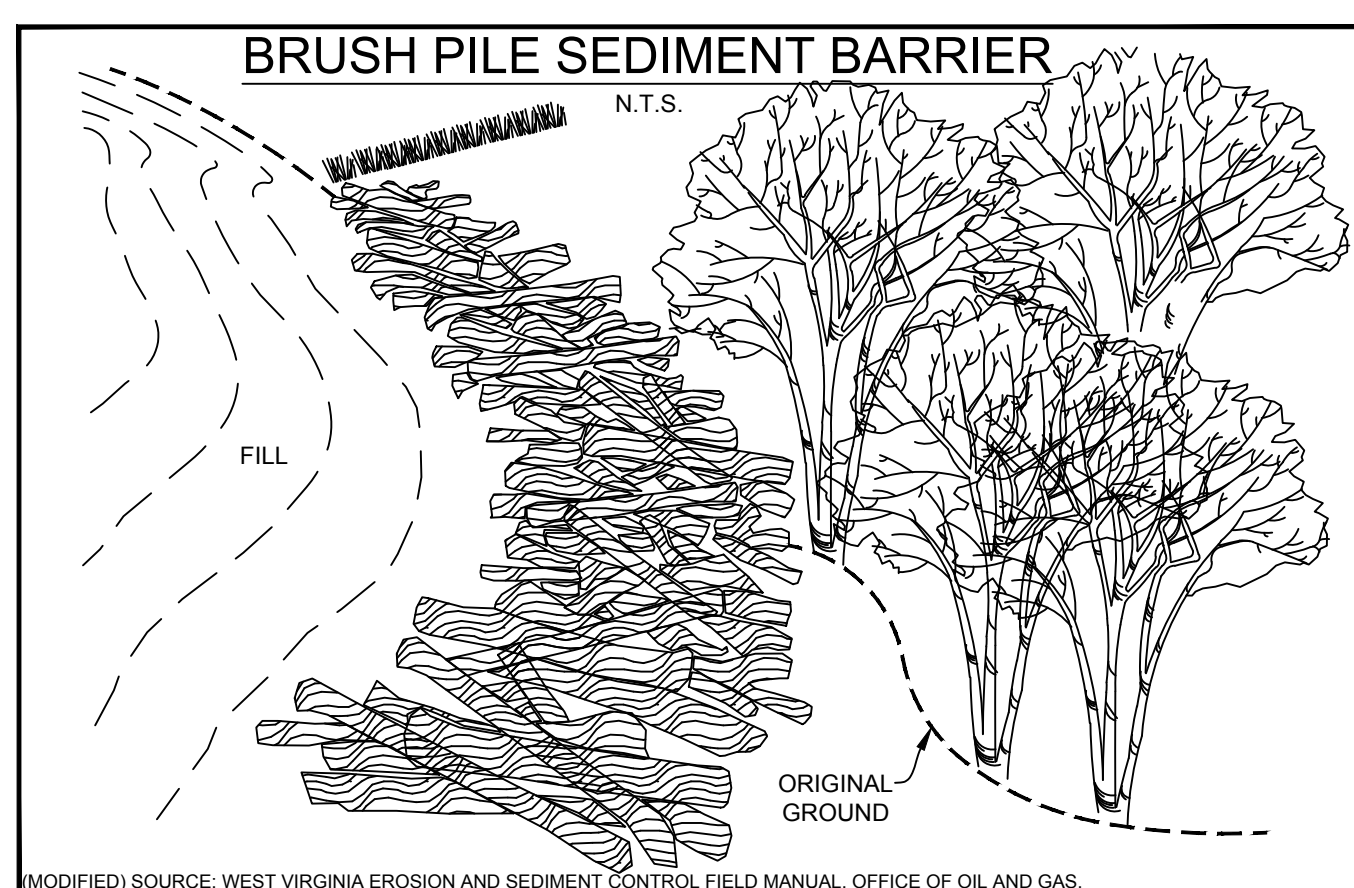 BRUSH PILE SEDIMENT BARRIER
N.T.S.
FILL
ORIGINAL
GROUND
(MODIFIED) SOURCE: WEST VIRGINIA EROSION AND SEDIMENT CONTROL FIELD MANUAL. OFFICE OF OIL AND GAS.